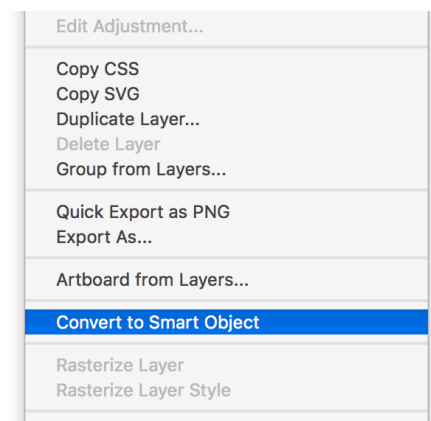 Edit Adjustment...
Copy CSS
Copy SVG
Duplicate Layer...
Delete Layer
Group from Layers...
Quick Export as PNG
Export As...
Artboard from Layers...
Convert to Smart Object
Rasterize Layer
Rasterize Layer Style